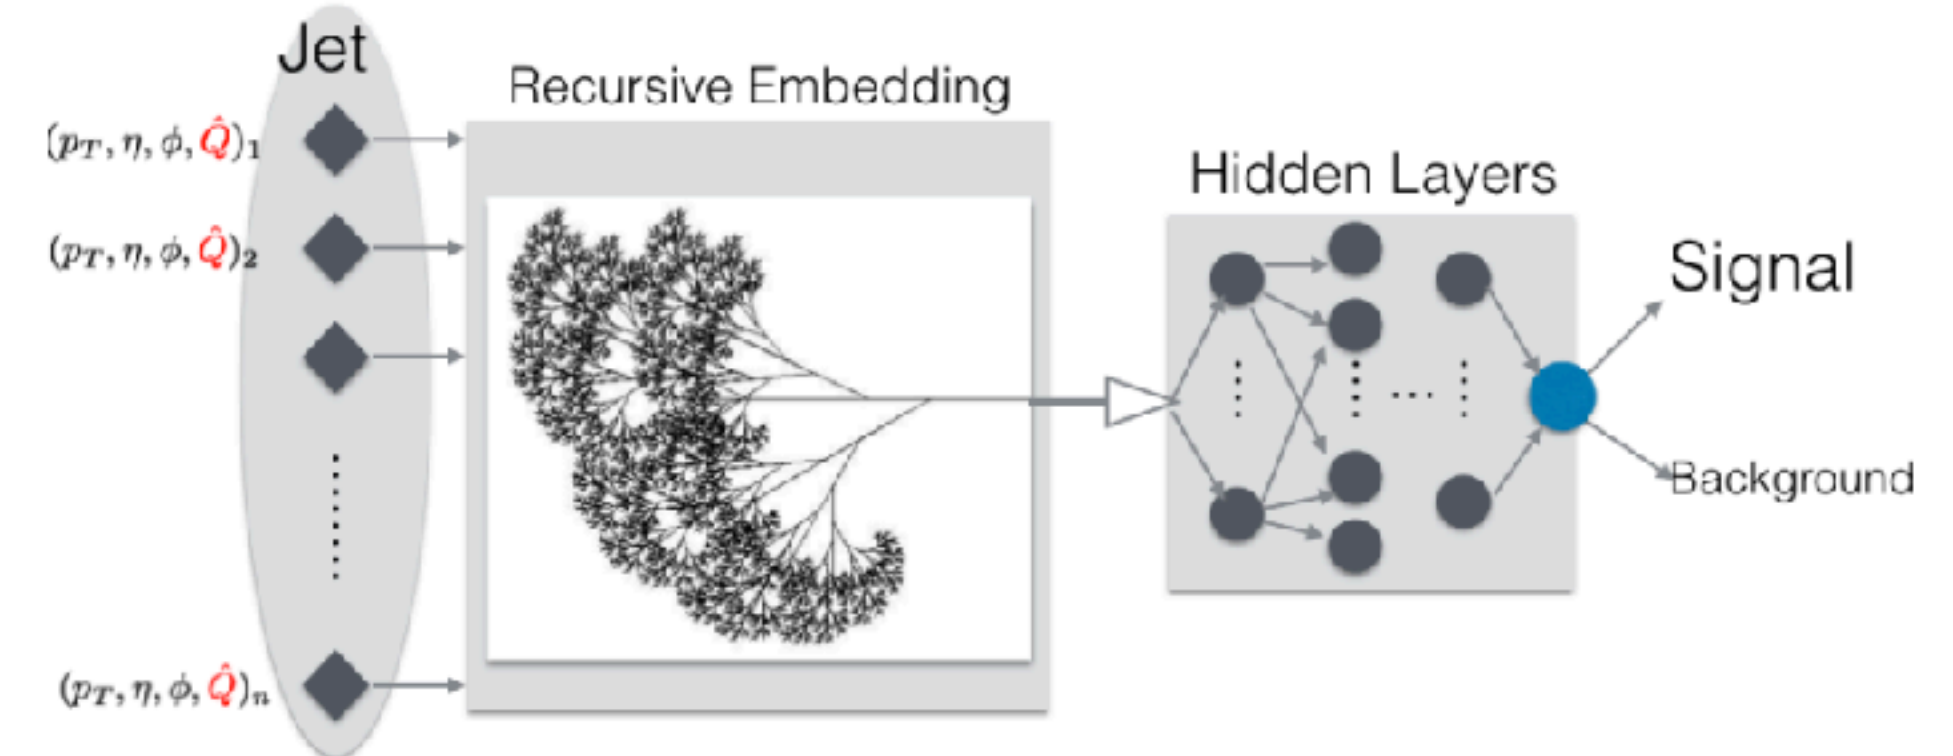 Jet
(p_T, η, ϕ, Q̂)_1
(p_T, η, ϕ, Q̂)_2
(p_T, η, ϕ, Q̂)_n
Recursive Embedding
Hidden Layers
Signal
Background